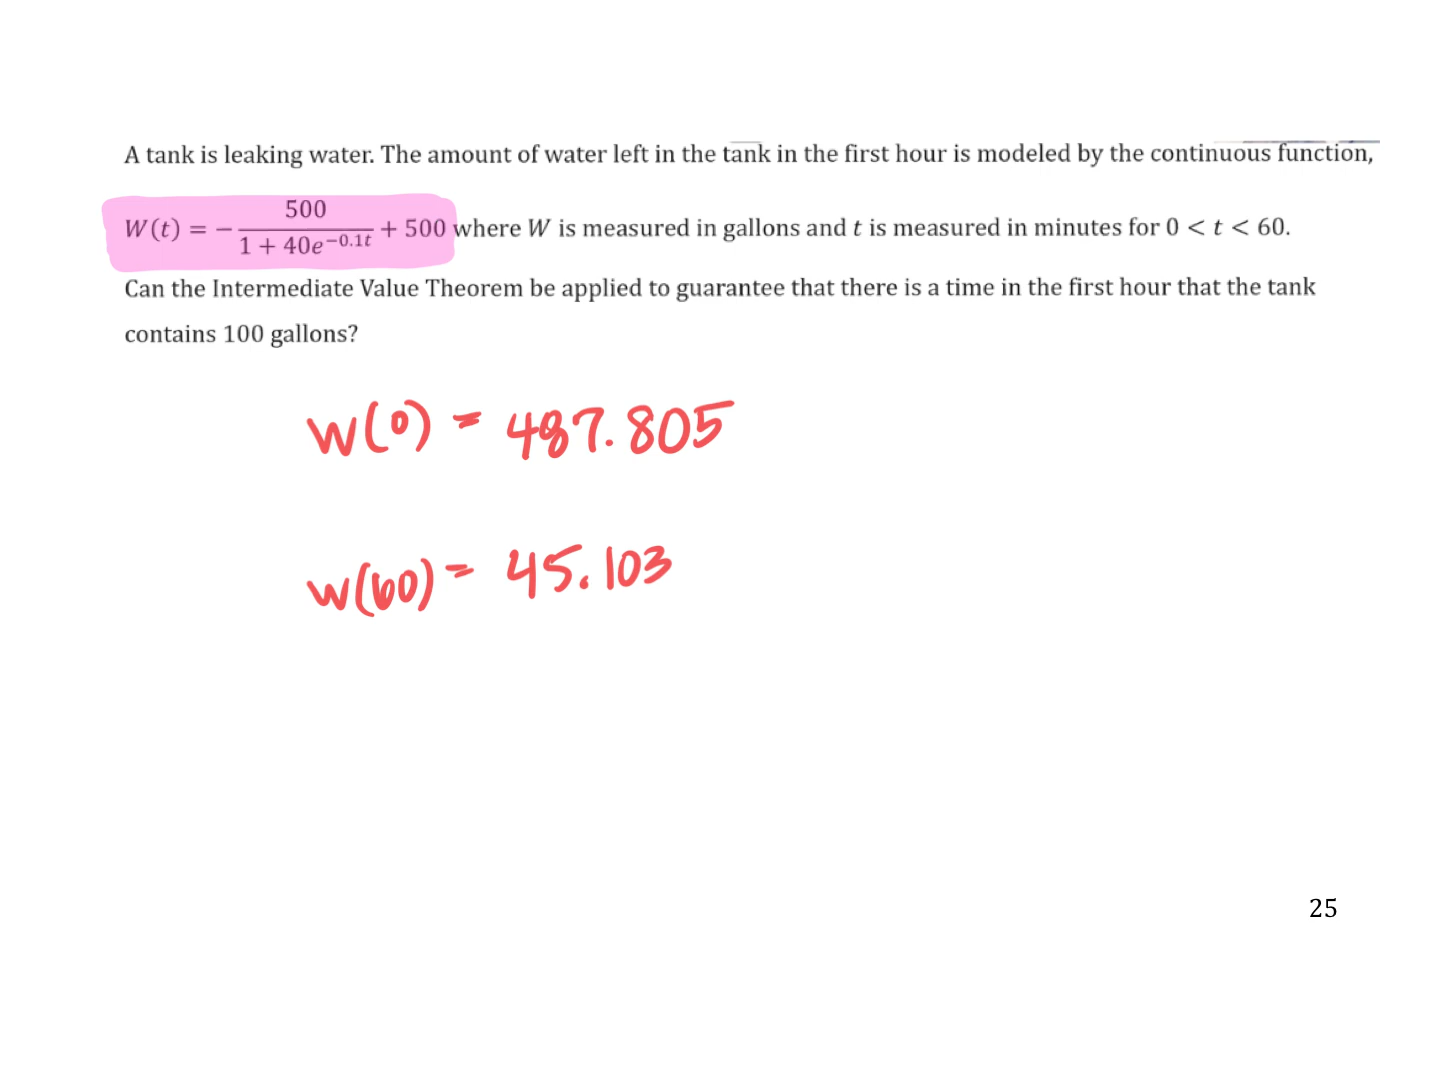 A tank is leaking water. The amount of water left in the tank in the first hour is modeled by the continuous function,
W(t) = − 500 / (1 + 40e^−0.1t) + 500 where W is measured in gallons and t is measured in minutes for 0 < t < 60.
Can the Intermediate Value Theorem be applied to guarantee that there is a time in the first hour that the tank
contains 100 gallons?
W(0) = 487.805
W(60) = 45.103
25